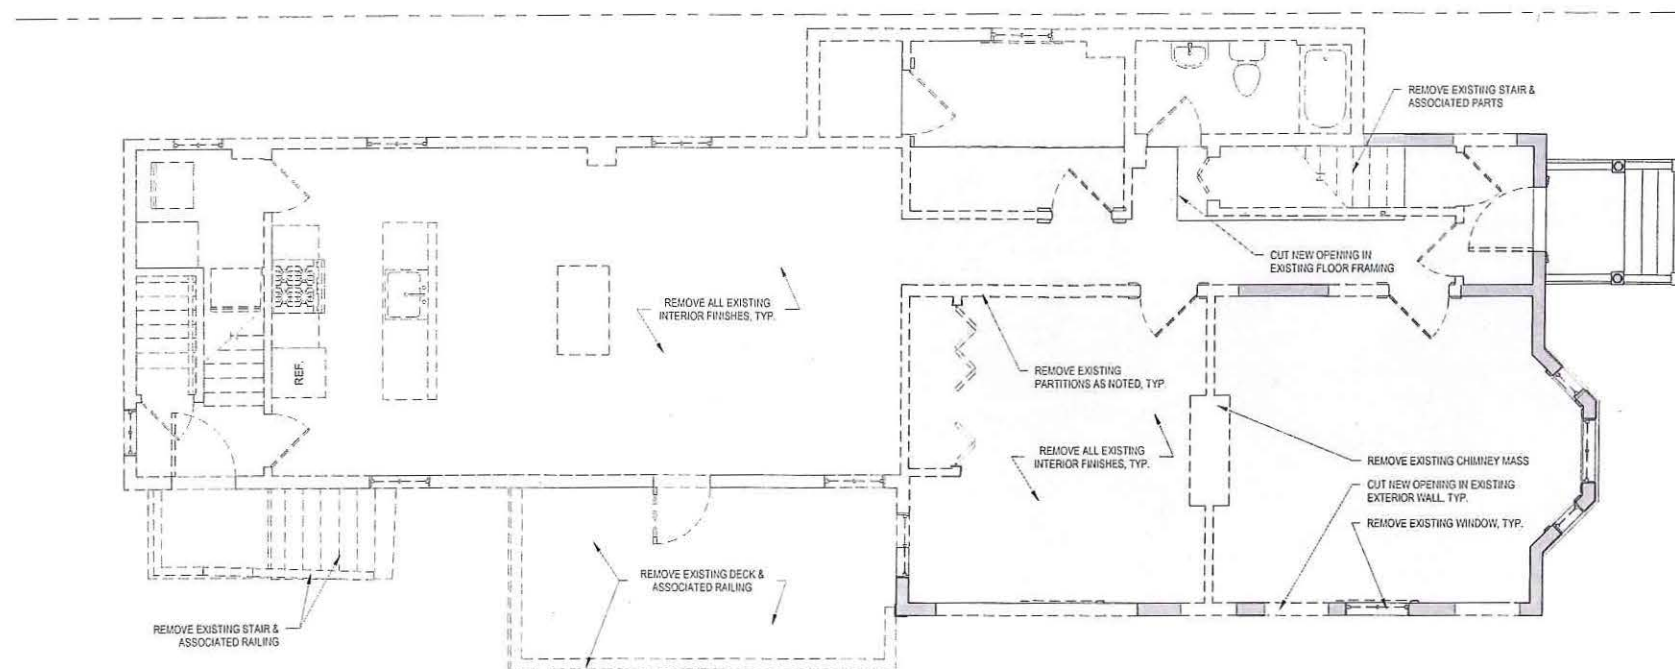 REMOVE EXISTING STAIR &
ASSOCIATED PARTS
CUT NEW OPENING IN
EXISTING FLOOR FRAMING
REMOVE ALL EXISTING
INTERIOR FINISHES, TYP.
REF.
REMOVE EXISTING
PARTITIONS AS NOTED, TYP.
REMOVE ALL EXISTING
INTERIOR FINISHES, TYP.
REMOVE EXISTING CHIMNEY MASS
CUT NEW OPENING IN EXISTING
EXTERIOR WALL, TYP.
REMOVE EXISTING WINDOW, TYP.
REMOVE EXISTING DECK &
ASSOCIATED RAILING
REMOVE EXISTING STAIR &
ASSOCIATED RAILING